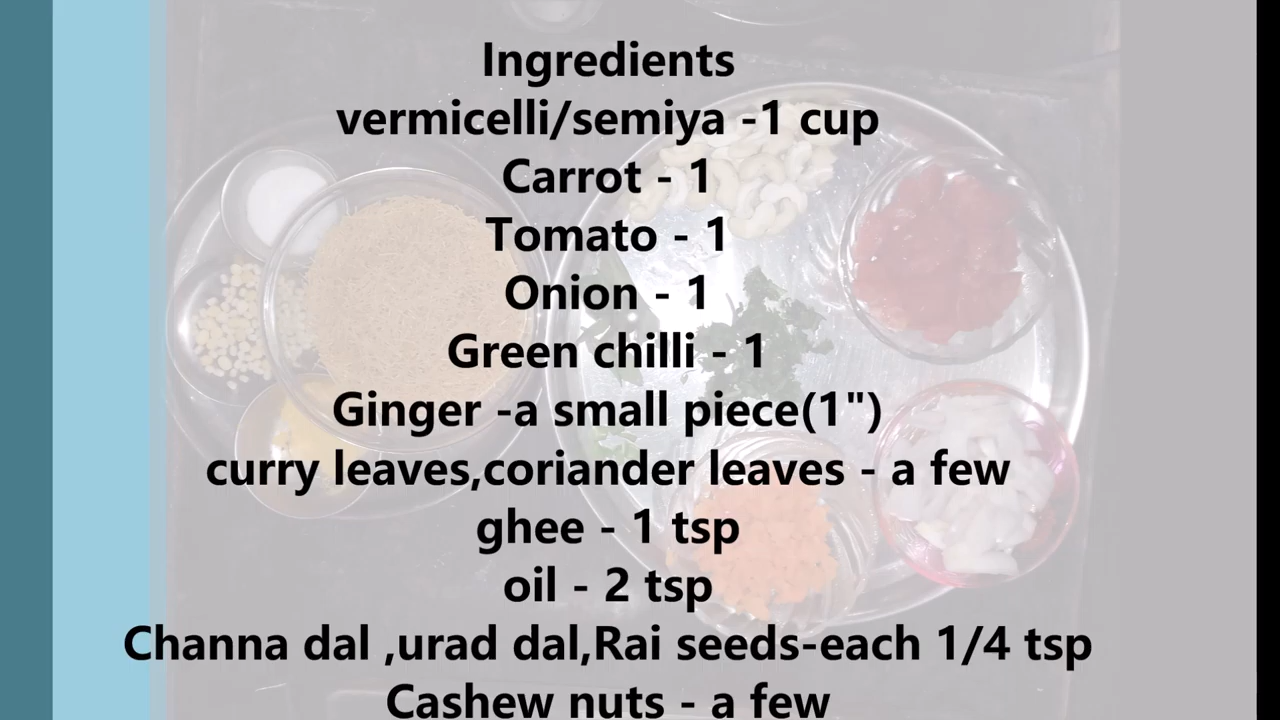 Ingredients
vermicelli/semiya -1 cup
Carrot - 1
Tomato - 1
Onion - 1
Green chilli - 1
Ginger -a small piece(1")
curry leaves,coriander leaves - a few
ghee - 1 tsp
oil - 2 tsp
Channa dal ,urad dal,Rai seeds-each 1/4 tsp
Cashew nuts - a few